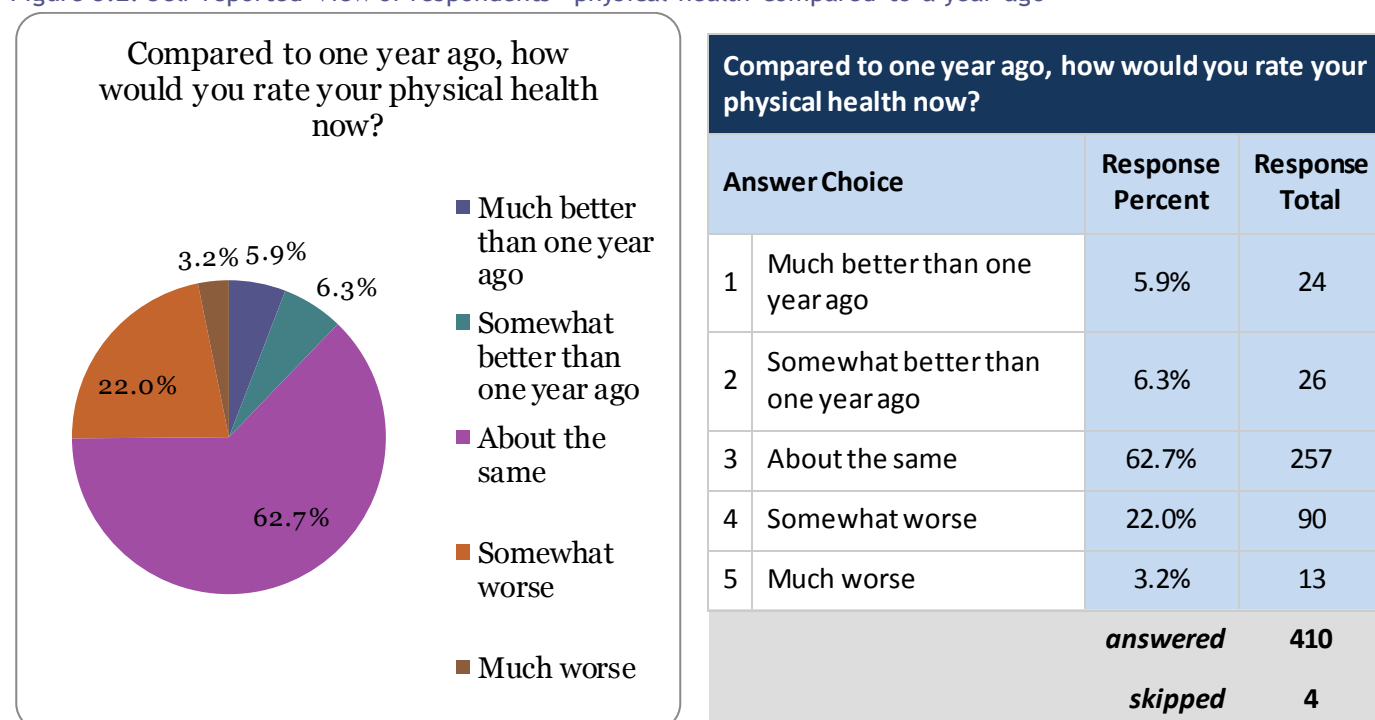 Compared to one year ago, how
would you rate your physical health
now?
3.2%
5.9%
6.3%
22.0%
62.7%
Much better
than one year
ago
Somewhat
better than
one year ago
About the
same
Somewhat
worse
Much worse
Compared to one year ago, how would you rate your
physical health now?
Answer Choice Response Percent Response Total
1 Much better than one year ago 5.9% 24
2 Somewhat better than one year ago 6.3% 26
3 About the same 62.7% 257
4 Somewhat worse 22.0% 90
5 Much worse 3.2% 13
answered 410
skipped 4